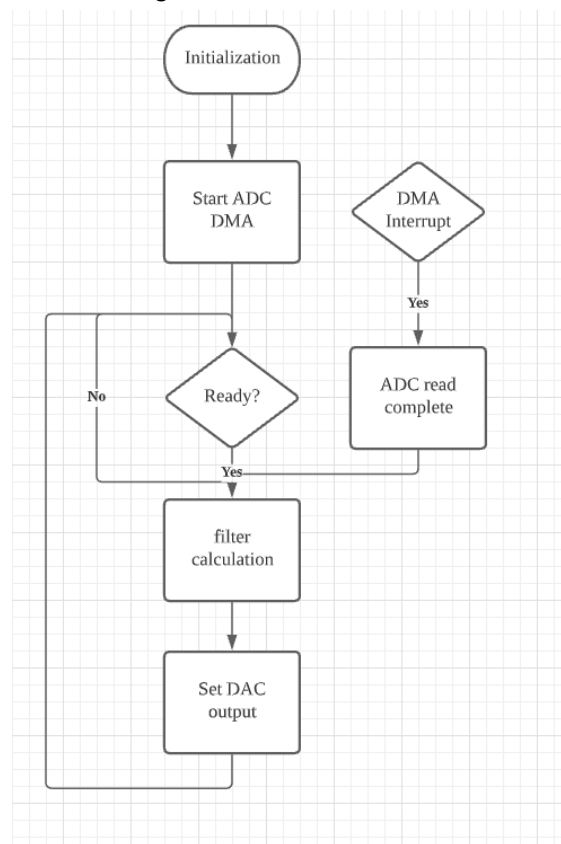 Initialization
Start ADC
DMA
DMA
Interrupt
Yes
No
Ready?
ADC read
complete
Yes
filter
calculation
Set DAC
output